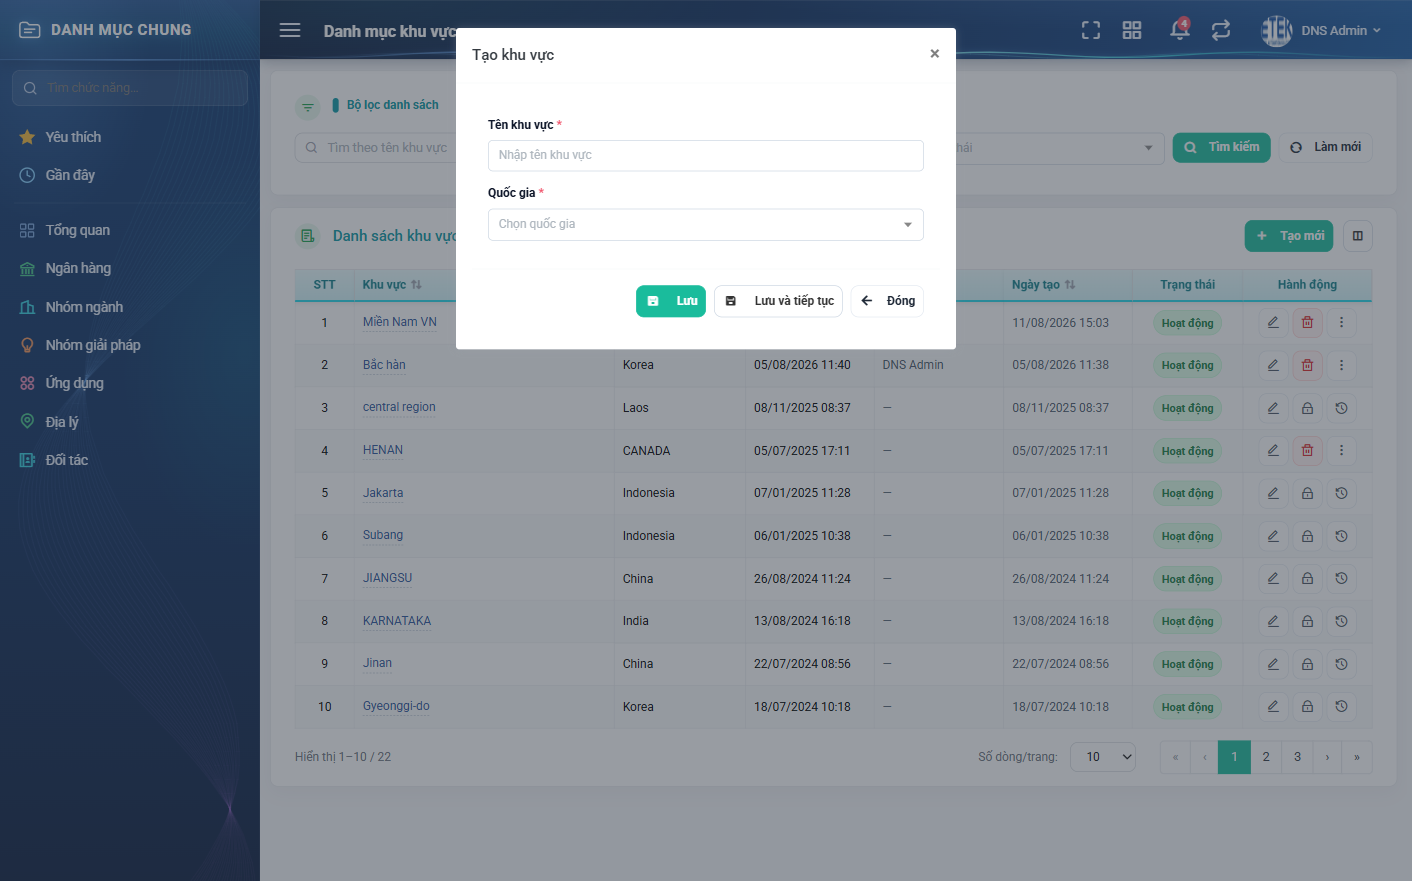 DANH MỤC CHUNG
Danh mục khu vực
4
DNS Admin
Tìm chức năng...
Yêu thích
Gần đây
Tổng quan
Ngân hàng
Nhóm ngành
Nhóm giải pháp
Ứng dụng
Địa lý
Đối tác
Tạo khu vực
×
Tên khu vực *
Nhập tên khu vực
Quốc gia *
Chọn quốc gia
Lưu
Lưu và tiếp tục
Đóng
Bộ lọc danh sách
Tìm theo tên khu vực
Tìm kiếm
Làm mới
Danh sách khu vực
Tạo mới
STT Khu vực Ngày tạo Trạng thái Hành động
1 Miền Nam VN 11/08/2026 15:03 Hoạt động
2 Bắc hàn Korea 05/08/2026 11:40 DNS Admin 05/08/2026 11:38 Hoạt động
3 central region Laos 08/11/2025 08:37 — 08/11/2025 08:37 Hoạt động
4 HENAN CANADA 05/07/2025 17:11 — 05/07/2025 17:11 Hoạt động
5 Jakarta Indonesia 07/01/2025 11:28 — 07/01/2025 11:28 Hoạt động
6 Subang Indonesia 06/01/2025 10:38 — 06/01/2025 10:38 Hoạt động
7 JIANGSU China 26/08/2024 11:24 — 26/08/2024 11:24 Hoạt động
8 KARNATAKA India 13/08/2024 16:18 — 13/08/2024 16:18 Hoạt động
9 Jinan China 22/07/2024 08:56 — 22/07/2024 08:56 Hoạt động
10 Gyeonggi-do Korea 18/07/2024 10:18 — 18/07/2024 10:18 Hoạt động
Hiển thị 1–10 / 22
Số dòng/trang: 10
« ‹ 1 2 3 › »